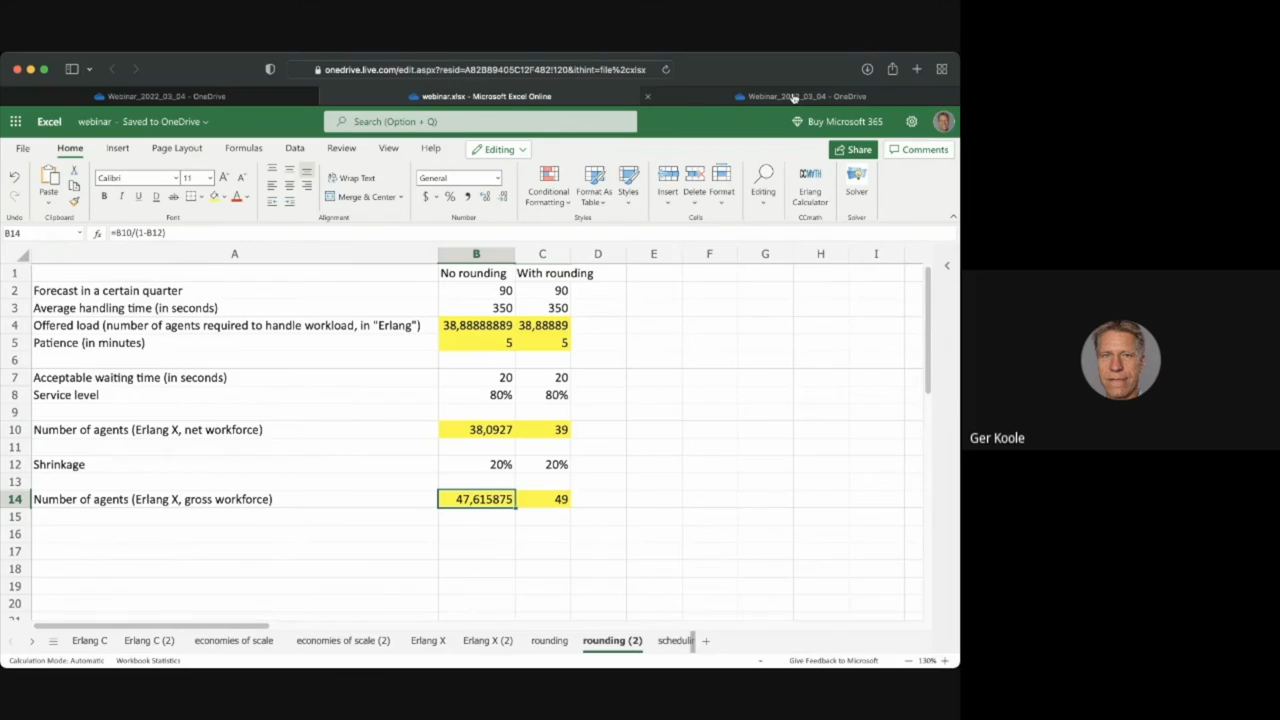 onedrive.live.com/edit.aspx?resid=A82B89405C12F482!120&ithint=file%2cxlsx
Webinar_2022_03_04 - OneDrive
webinar.xlsx - Microsoft Excel Online
Webinar_2022_03_04 - OneDrive
Excel webinar - Saved to OneDrive
Search (Option + Q)
Buy Microsoft 365
File Home Insert Page Layout Formulas Data Review View Help Editing Share Comments
Paste
Calibri 11
B I U D ab A
Wrap Text
Merge & Center
General
$ % 9
Conditional Formatting
Format As Table
Styles
Insert Delete Format
Editing
Erlang Calculator
Solver
Undo Clipboard Font Alignment Number Styles Cells CCmath Solver
B14 fx =B10/(1-B12)
A B C D E F G H I
1 No rounding With rounding
2 Forecast in a certain quarter 90 90
3 Average handling time (in seconds) 350 350
4 Offered load (number of agents required to handle workload, in "Erlang") 38,88888889 38,88889
5 Patience (in minutes) 5 5
6
7 Acceptable waiting time (in seconds) 20 20
8 Service level 80% 80%
9
10 Number of agents (Erlang X, net workforce) 38,0927 39
11
12 Shrinkage 20% 20%
13
14 Number of agents (Erlang X, gross workforce) 47,615875 49
15
16
17
18
19
20
Erlang C Erlang C (2) economies of scale economies of scale (2) Erlang X Erlang X (2) rounding rounding (2) schedulin
Calculation Mode: Automatic Workbook Statistics
Give Feedback to Microsoft 130%
Ger Koole